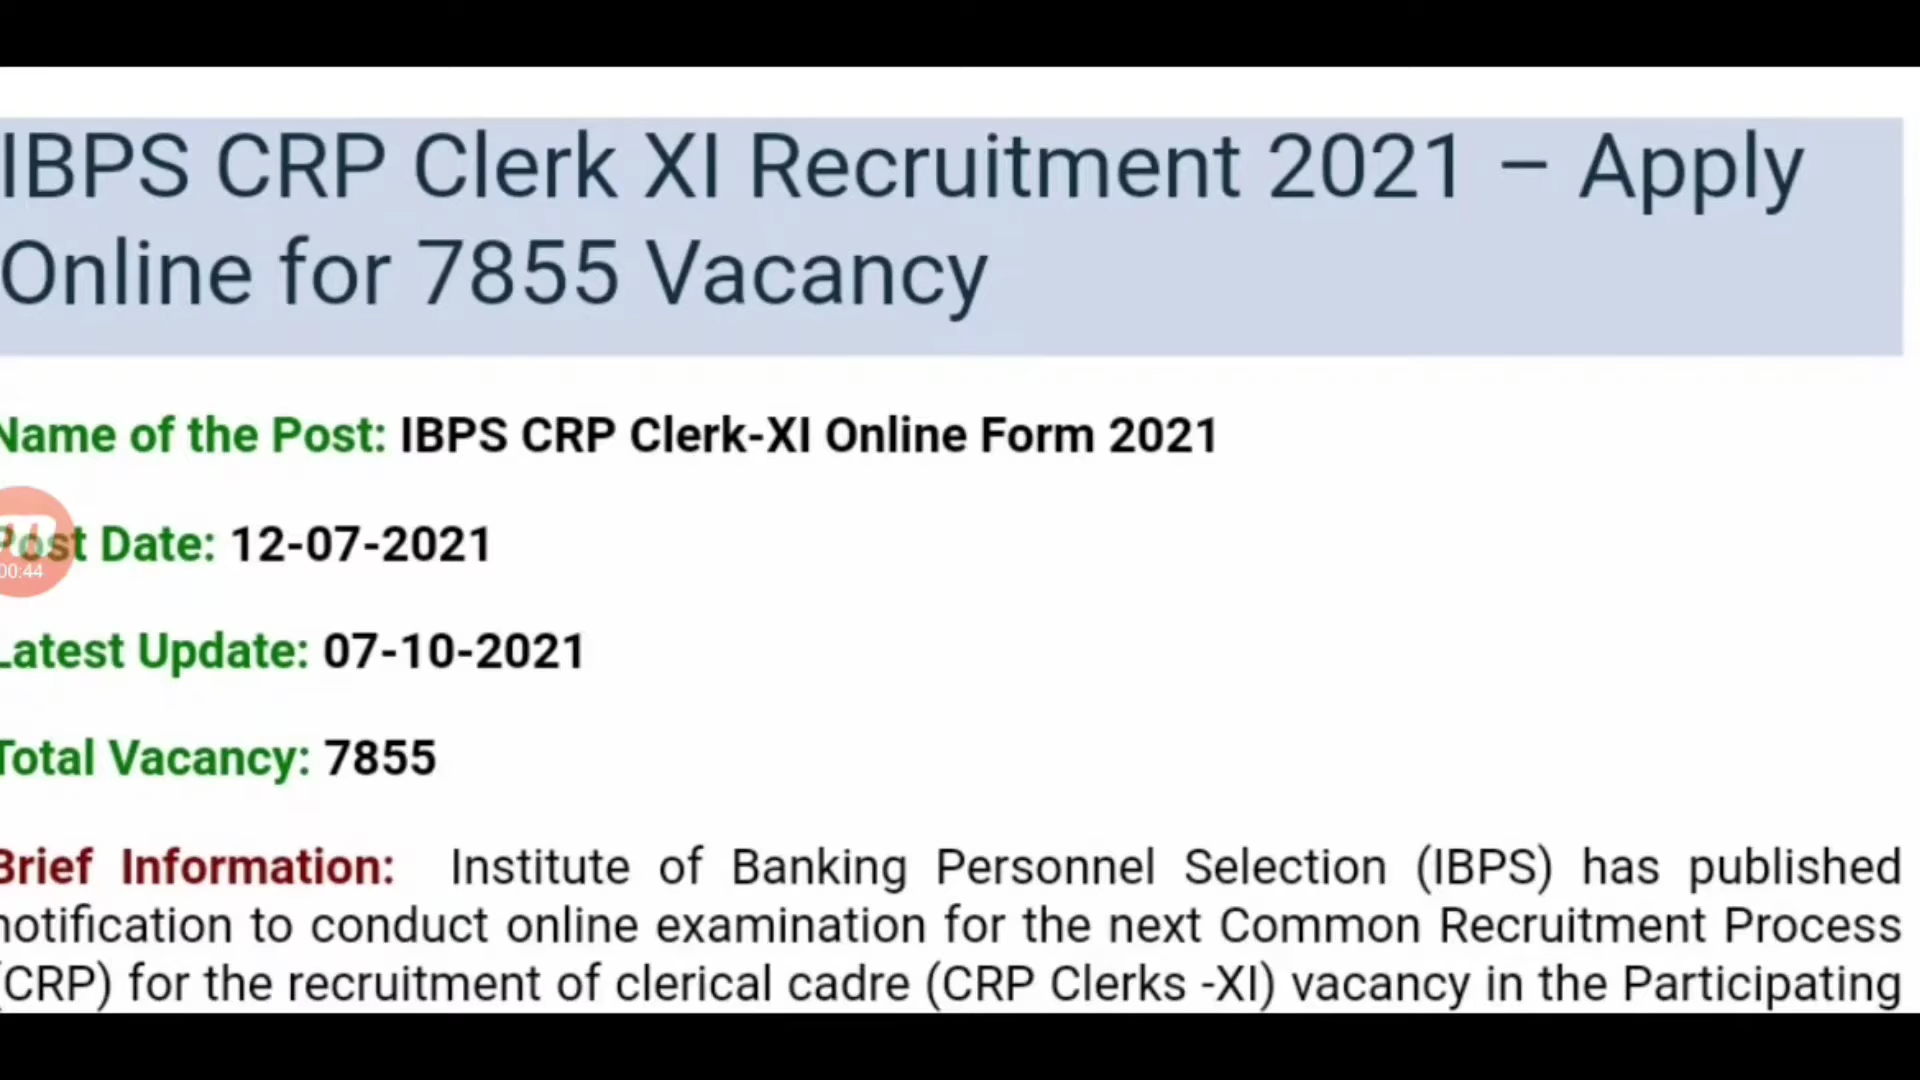 IBPS CRP Clerk XI Recruitment 2021 – Apply
Online for 7855 Vacancy
Name of the Post: IBPS CRP Clerk-XI Online Form 2021
Post Date: 12-07-2021
00:44
Latest Update: 07-10-2021
Total Vacancy: 7855
Brief Information: Institute of Banking Personnel Selection (IBPS) has published
notification to conduct online examination for the next Common Recruitment Process
(CRP) for the recruitment of clerical cadre (CRP Clerks -XI) vacancy in the Participating